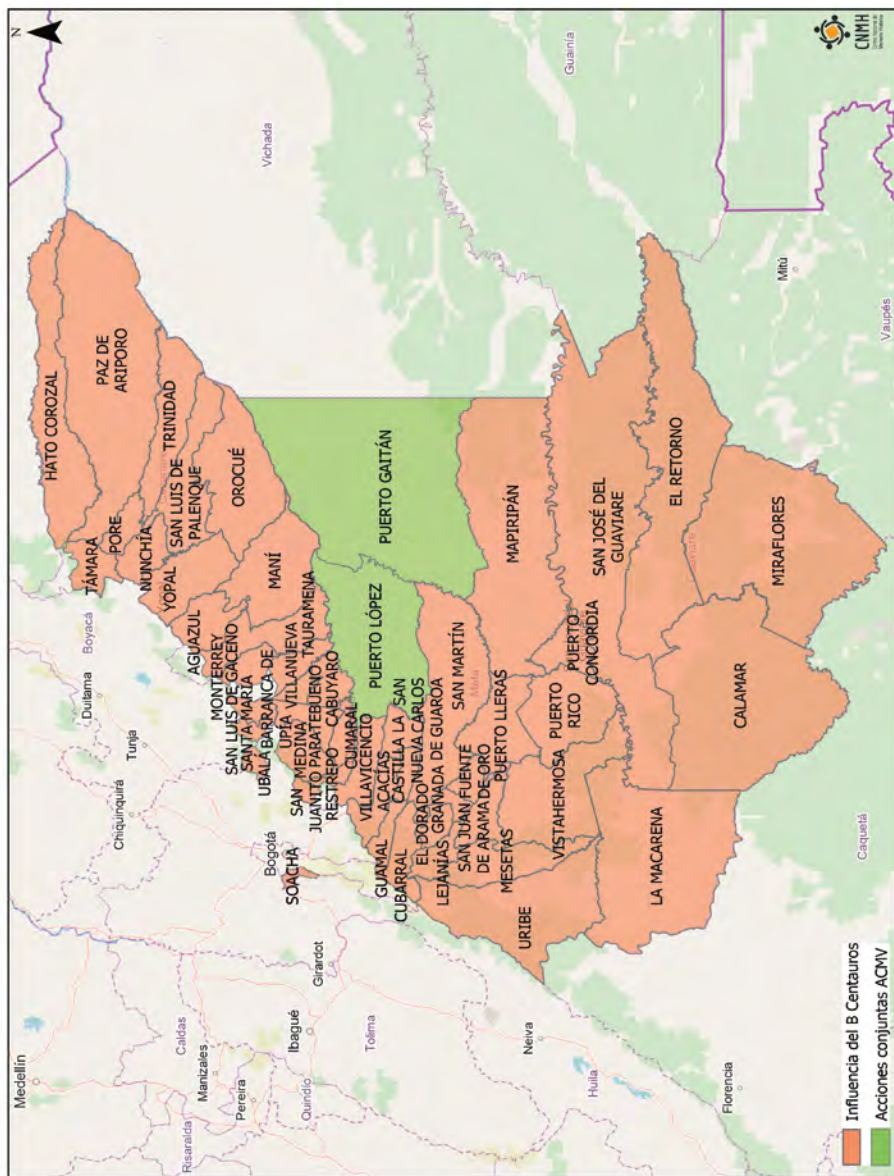 N
CNMH
Medellín
Risaralda
Caldas
Manizales
Pereira
Quindío
Ibagué
Tolima
Girardot
Neiva
Huila
Florencia
Caquetá
Chiquinquirá
Tunja
Duitama
Boyacá
Bogotá
SOACHA
Vichada
Guainía
Mitú
Vaupés
Meta
HATO COROZAL
PAZ DE
ARIPORO
TÁMARA
PORE
NUNCHÍA
TRINIDAD
SAN LUIS DE
PALENQUE
YOPAL
OROCUÉ
AGUAZUL
MANÍ
MONTERREY
SAN LUIS DE GACENO
SANTA MARÍA
TAURAMENA
UBALÁ
BARRANCA DE
UPÍA
VILLANUEVA
SAN
JUANITO
MEDINA
PARATEBUENO
RESTREPO
CABUYARO
CUMARAL
VILLAVICENCIO
PUERTO LÓPEZ
PUERTO GAITÁN
GUAMAL
ACACÍAS
CUBARRAL
CASTILLA LA
NUEVA
SAN
CARLOS
DE GUAROA
EL DORADO
LEJANÍAS
GRANADA
SAN MARTÍN
SAN JUAN
DE ARAMA
FUENTE
DE ORO
MESETAS
PUERTO LLERAS
MAPIRIPÁN
URIBE
VISTAHERMOSA
PUERTO
RICO
PUERTO
CONCORDIA
SAN JOSÉ DEL
GUAVIARE
LA MACARENA
EL RETORNO
CALAMAR
MIRAFLORES
Influencia del B Centauros
Acciones conjuntas ACMV